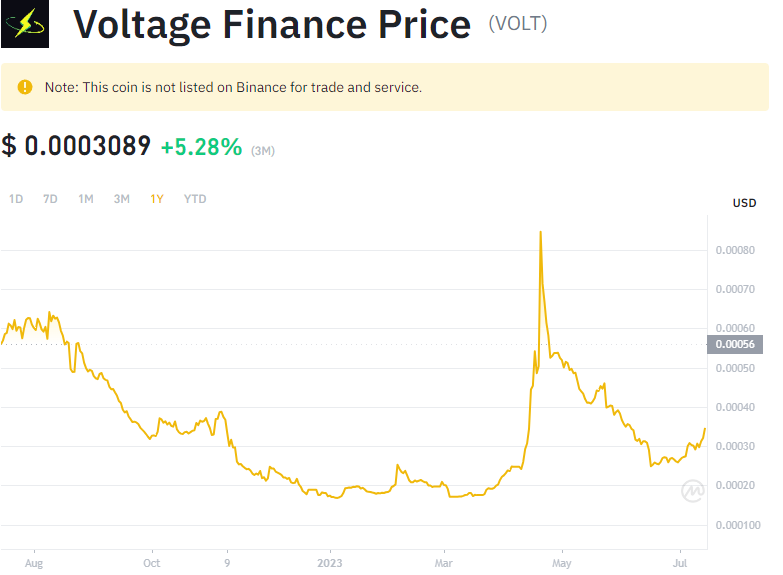 Voltage Finance Price (VOLT)
Note: This coin is not listed on Binance for trade and service.
$ 0.0003089 +5.28% (3M)
1D 7D 1M 3M 1Y YTD
USD
0.00080
0.00070
0.00060
0.00056
0.00050
0.00040
0.00030
0.00020
0.000100
Aug Oct 9 2023 Mar May Jul